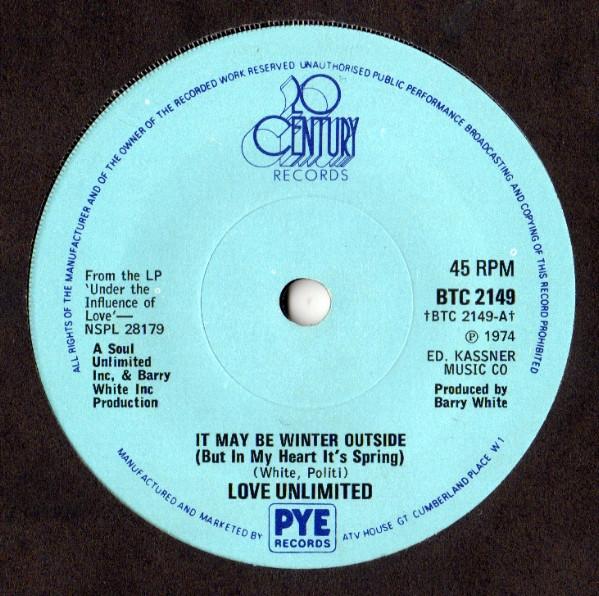 ALL RIGHTS OF THE MANUFACTURER AND OF THE OWNER OF THE RECORDED WORK RESERVED UNAUTHORISED PUBLIC PERFORMANCE BROADCASTING AND COPYING OF THIS RECORD PROHIBITED
20
CENTURY
RECORDS
From the LP
'Under the
Influence of
Love'—
NSPL 28179
A Soul
Unlimited
Inc, & Barry
White Inc
Production
45 RPM
BTC 2149
†BTC 2149-A†
℗ 1974
ED. KASSNER
MUSIC CO
Produced by
Barry White
IT MAY BE WINTER OUTSIDE
(But In My Heart It's Spring)
(White, Politi)
LOVE UNLIMITED
MANUFACTURED AND MARKETED BY
PYE
RECORDS
ATV HOUSE GT CUMBERLAND PLACE W1